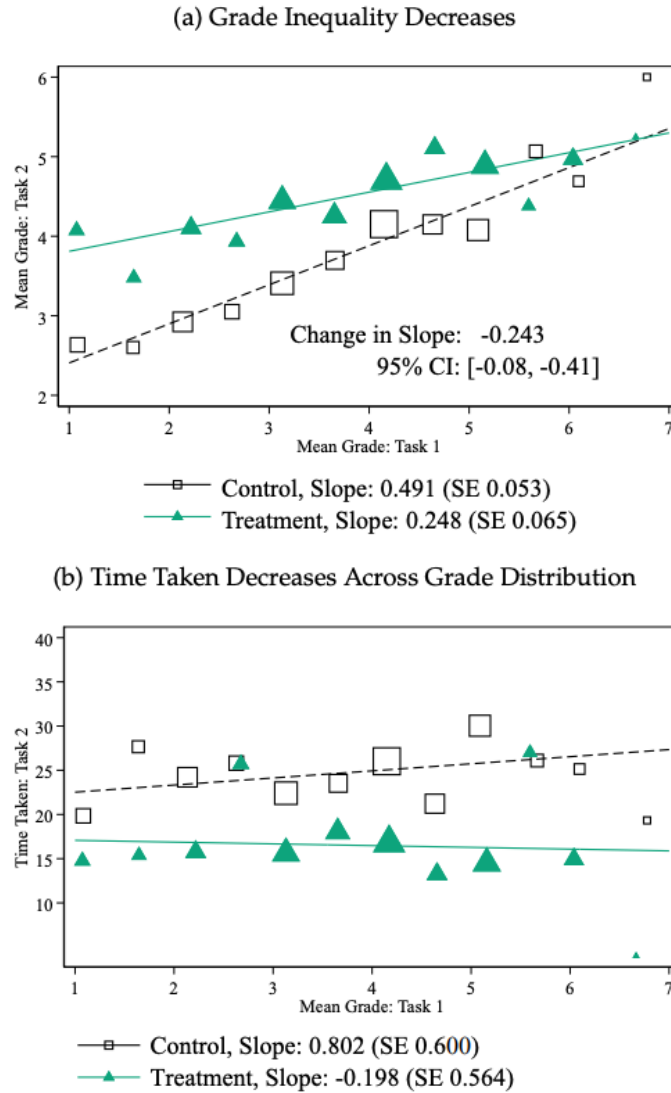 (a) Grade Inequality Decreases
6
5
4
3
2
Mean Grade: Task 2
Change in Slope: -0.243
95% CI: [-0.08, -0.41]
1 2 3 4 5 6 7
Mean Grade: Task 1
Control, Slope: 0.491 (SE 0.053)
Treatment, Slope: 0.248 (SE 0.065)
(b) Time Taken Decreases Across Grade Distribution
40
35
30
25
20
15
10
Time Taken: Task 2
1 2 3 4 5 6 7
Mean Grade: Task 1
Control, Slope: 0.802 (SE 0.600)
Treatment, Slope: -0.198 (SE 0.564)